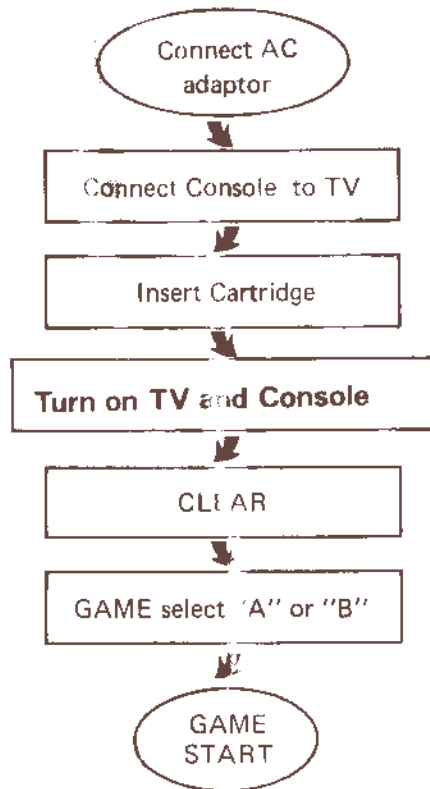 Connect AC
adaptor
Connect Console to TV
Insert Cartridge
Turn on TV and Console
CLEAR
GAME select "A" or "B"
GAME
START